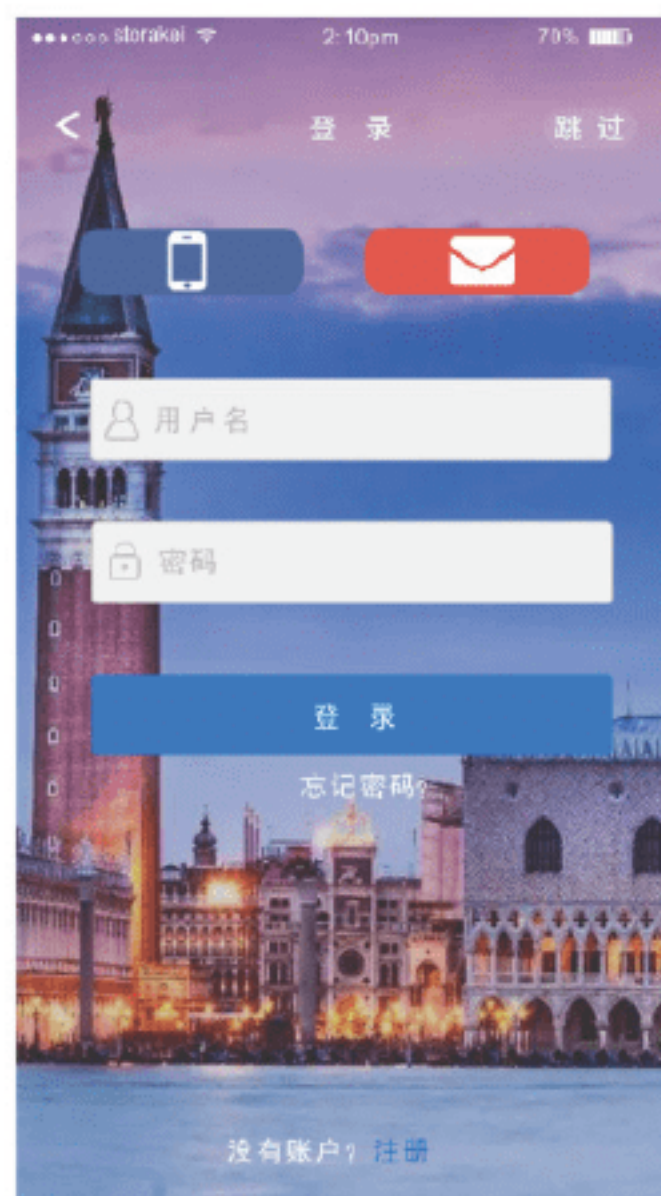 storakai 2:10pm 70%
登 录 跳 过
用户名
密码
登 录
忘记密码?
没有账户? 注册